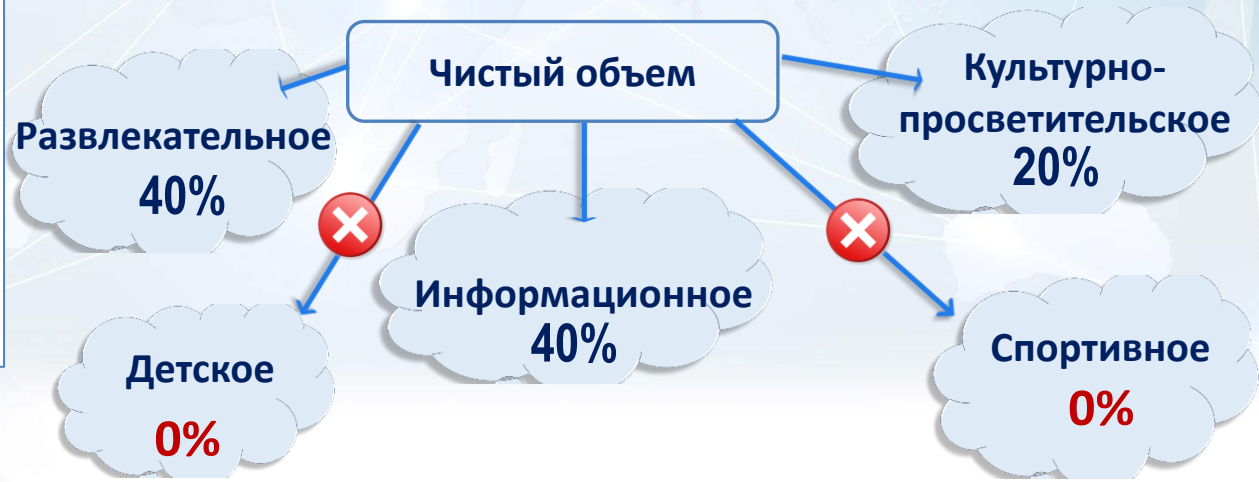 Чистый объем
Развлекательное
40%
Культурно-
просветительское
20%
Информационное
40%
Детское
0%
Спортивное
0%